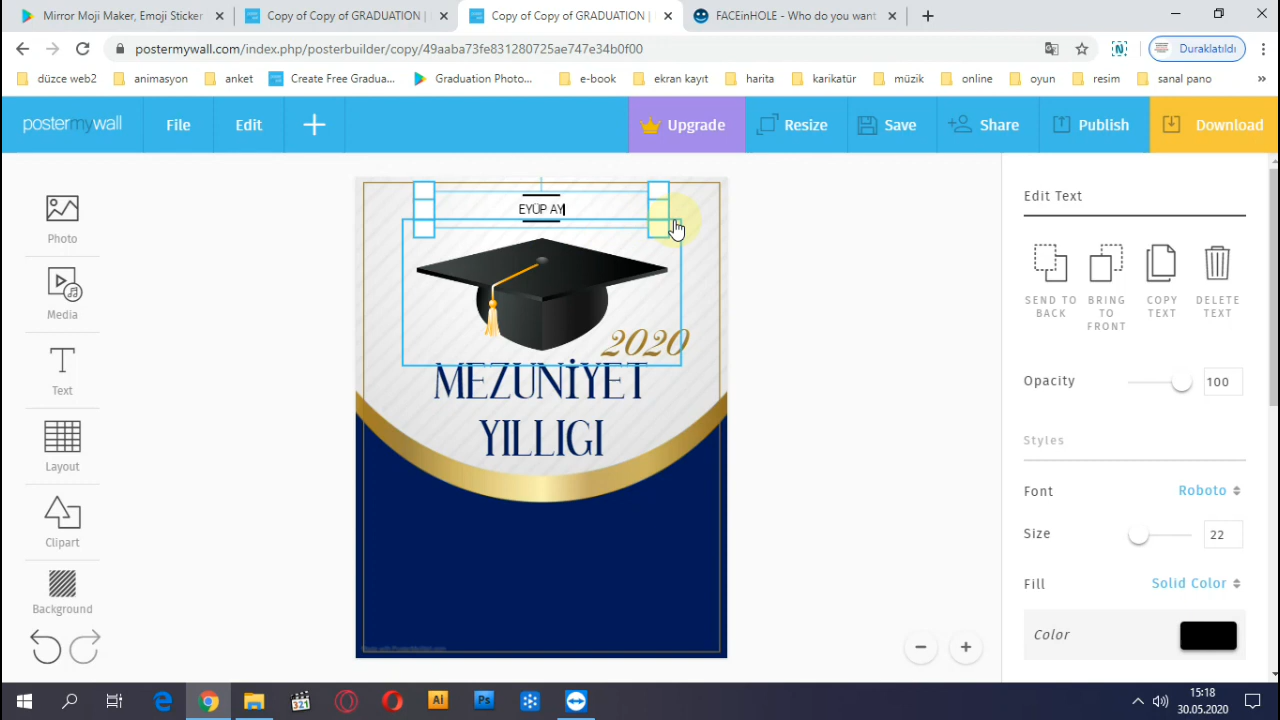 Mirror Moji Maker, Emoji Sticker
Copy of Copy of GRADUATION |
Copy of Copy of GRADUATION |
FACEinHOLE - Who do you want
postermywall.com/index.php/posterbuilder/copy/49aaba73fe831280725ae747e34b0f00
Duraklatıldı
düzce web2
animasyon
anket
Create Free Gradua...
Graduation Photo...
e-book
ekran kayıt
harita
karikatür
müzik
online
oyun
resim
sanal pano
postermywall
File
Edit
Upgrade
Resize
Save
Share
Publish
Download
Photo
Media
Text
Layout
Clipart
Background
EYÜP AY
2020
MEZUNİYET
YILLIGI
Edit Text
SEND TO BACK
BRING TO FRONT
COPY TEXT
DELETE TEXT
Opacity
100
Styles
Font
Roboto
Size
22
Fill
Solid Color
Color
321
Ai
Ps
15:18
30.05.2020